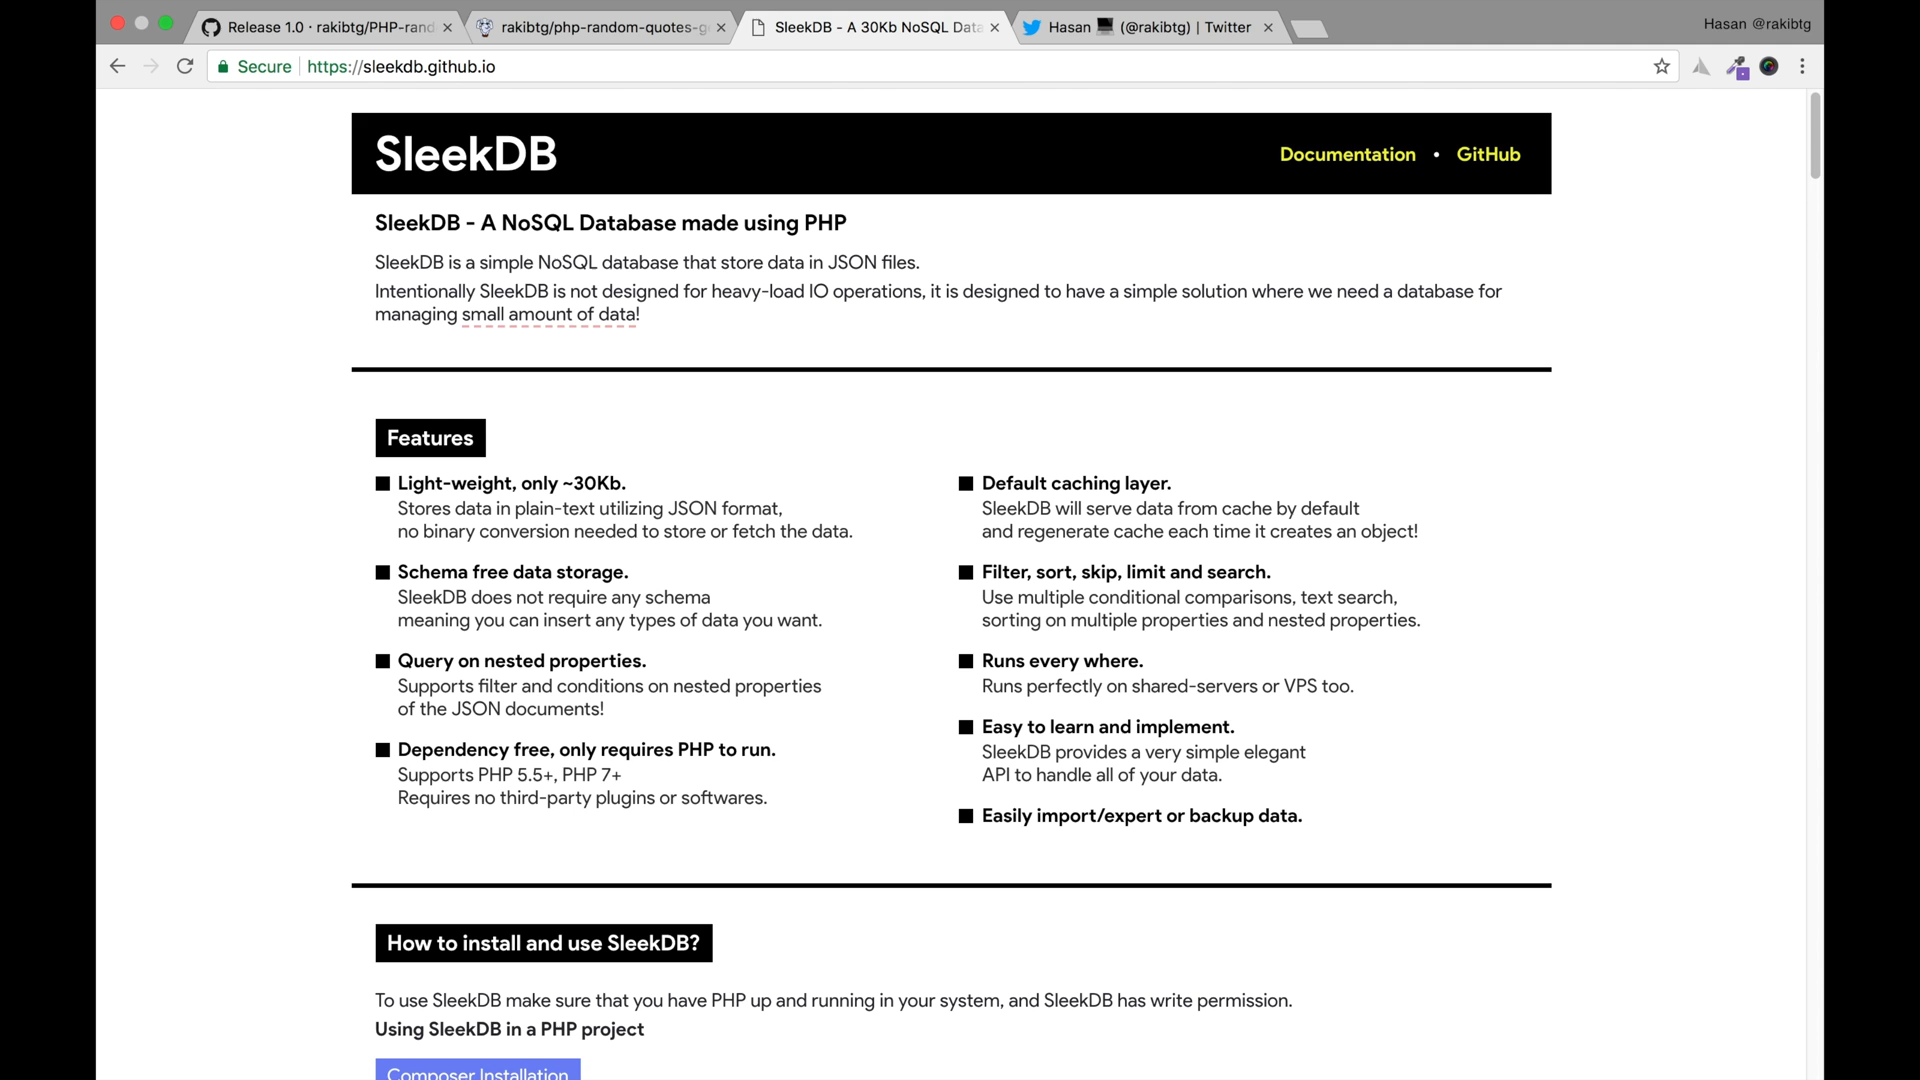 Release 1.0 · rakibtg/PHP-rand
rakibtg/php-random-quotes-g
SleekDB - A 30Kb NoSQL Data
Hasan 💻 (@rakibtg) | Twitter
Hasan @rakibtg
Secure
https://sleekdb.github.io
SleekDB
Documentation • GitHub
SleekDB - A NoSQL Database made using PHP
SleekDB is a simple NoSQL database that store data in JSON files.
Intentionally SleekDB is not designed for heavy-load IO operations, it is designed to have a simple solution where we need a database for
managing small amount of data!
Features
Light-weight, only ~30Kb.
Stores data in plain-text utilizing JSON format,
no binary conversion needed to store or fetch the data.
Schema free data storage.
SleekDB does not require any schema
meaning you can insert any types of data you want.
Query on nested properties.
Supports filter and conditions on nested properties
of the JSON documents!
Dependency free, only requires PHP to run.
Supports PHP 5.5+, PHP 7+
Requires no third-party plugins or softwares.
Default caching layer.
SleekDB will serve data from cache by default
and regenerate cache each time it creates an object!
Filter, sort, skip, limit and search.
Use multiple conditional comparisons, text search,
sorting on multiple properties and nested properties.
Runs every where.
Runs perfectly on shared-servers or VPS too.
Easy to learn and implement.
SleekDB provides a very simple elegant
API to handle all of your data.
Easily import/expert or backup data.
How to install and use SleekDB?
To use SleekDB make sure that you have PHP up and running in your system, and SleekDB has write permission.
Using SleekDB in a PHP project
Composer Installation